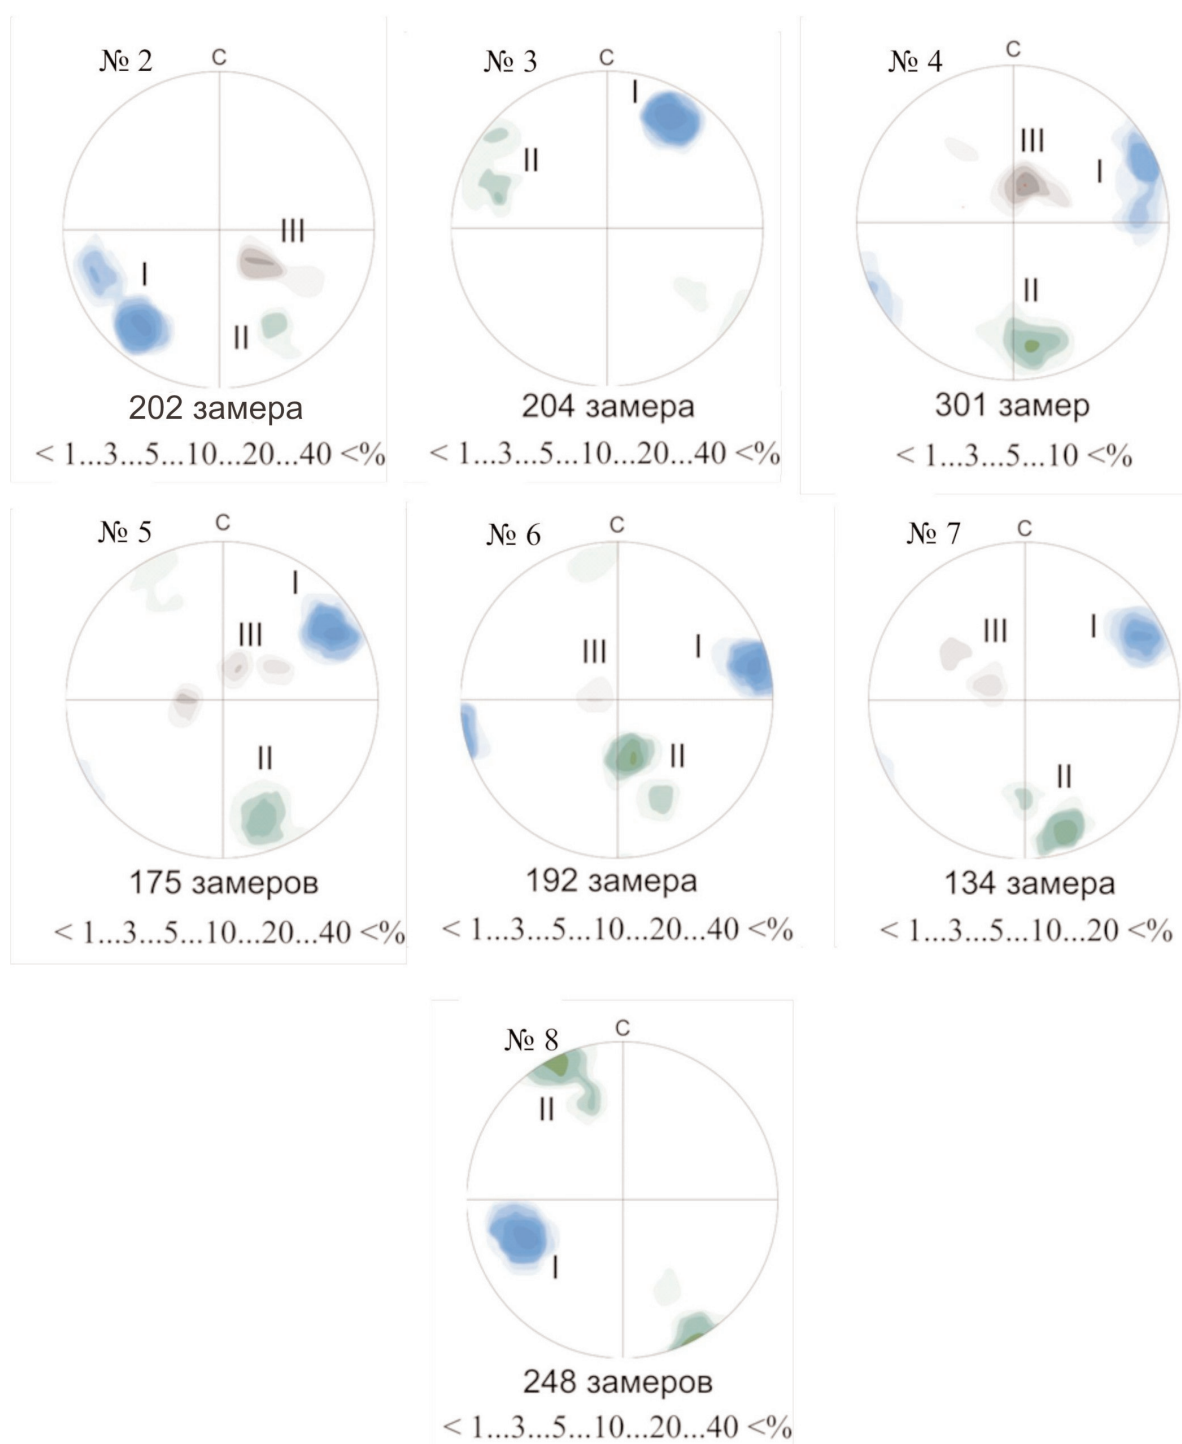 № 2
С
III
I
II
202 замера
< 1...3...5...10...20...40 <%
№ 3
С
I
II
204 замера
< 1...3...5...10...20...40 <%
№ 4
С
III
I
II
301 замер
< 1...3...5...10 <%
№ 5
С
I
III
II
175 замеров
< 1...3...5...10...20...40 <%
№ 6
С
I
III
II
192 замера
< 1...3...5...10...20...40 <%
№ 7
С
I
III
II
134 замера
< 1...3...5...10...20 <%
№ 8
С
II
I
248 замеров
< 1...3...5...10...20...40 <%